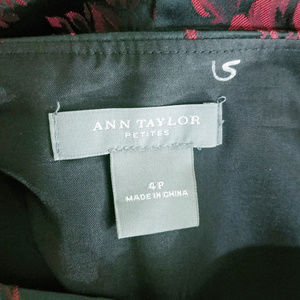 ANN TAYLOR
PETITES
4P
MADE IN CHINA